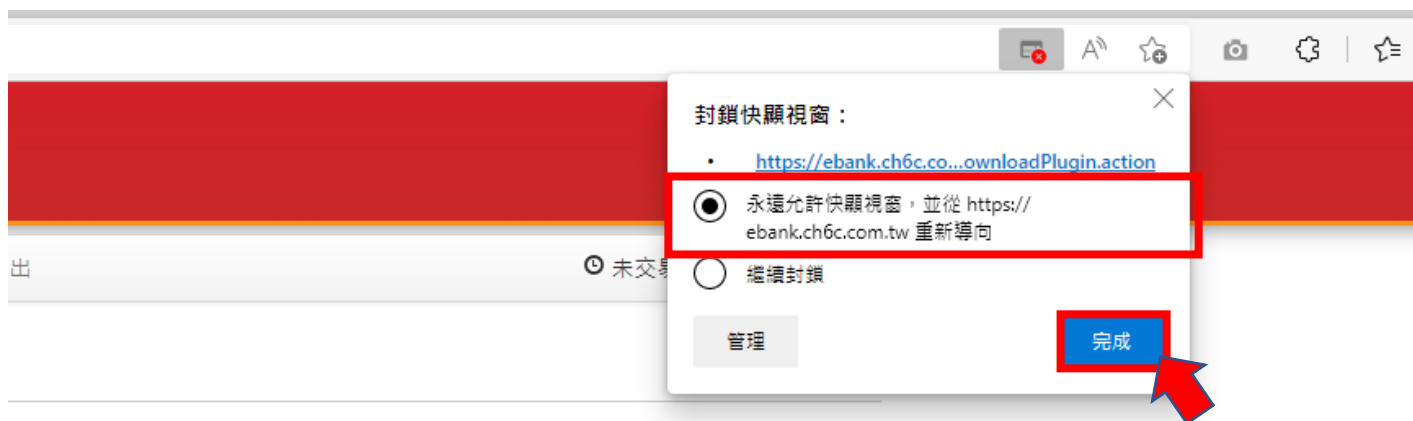 封鎖快顯視窗：
• https://ebank.ch6c.co...ownloadPlugin.action
永遠允許快顯視窗，並從 https://
ebank.ch6c.com.tw 重新導向
出
未交易
繼續封鎖
管理
完成